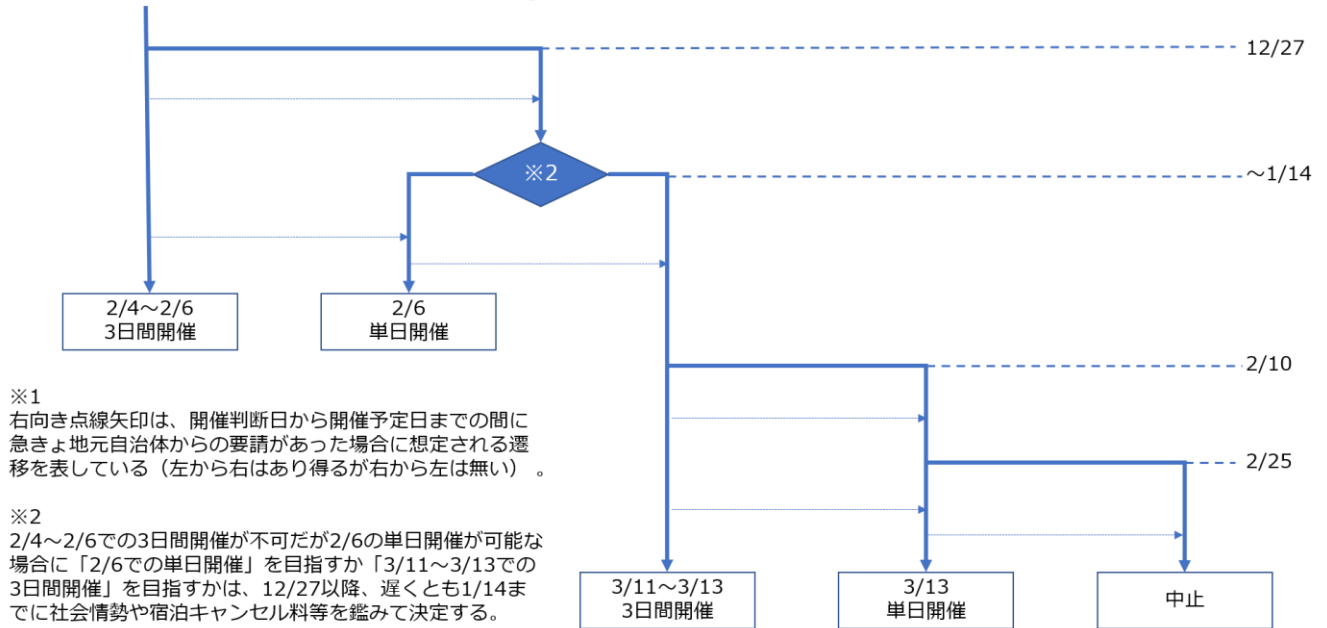 12/27
※2
～1/14
2/4～2/6
3日間開催
2/6
単日開催
2/10
※1
右向き点線矢印は、開催判断日から開催予定日までの間に
急きょ地元自治体からの要請があった場合に想定される遷
移を表している（左から右はあり得るが右から左は無い）。
2/25
※2
2/4～2/6での3日間開催が不可だが2/6の単日開催が可能な
場合に「2/6での単日開催」を目指すか「3/11～3/13での
3日間開催」を目指すかは、12/27以降、遅くとも1/14ま
でに社会情勢や宿泊キャンセル料等を鑑みて決定する。
3/11～3/13
3日間開催
3/13
単日開催
中止